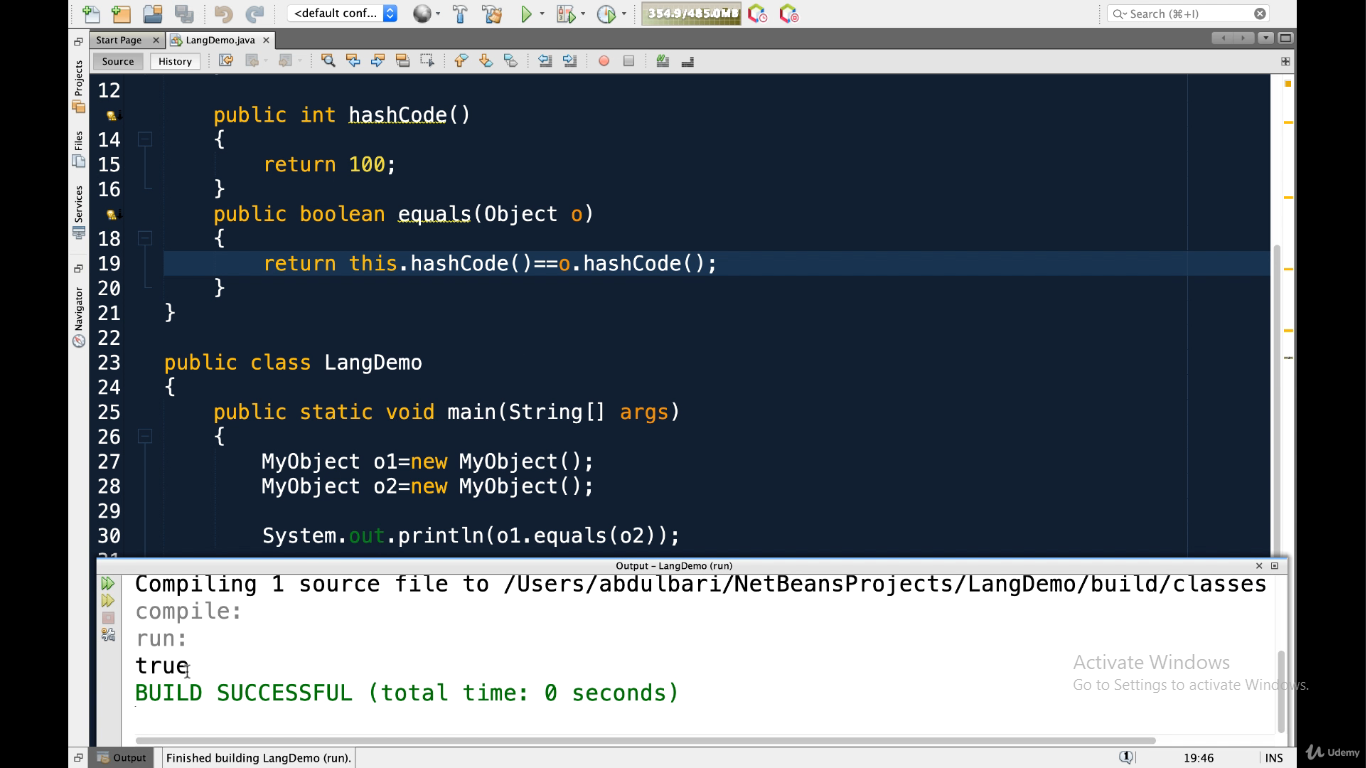 <default conf...
354.9/485.0MB
Search (⌘+I)
Start Page
LangDemo.java
Source
History
Projects
Files
Services
Navigator
12
public int hashCode()
14 {
15 return 100;
16 }
public boolean equals(Object o)
18 {
19 return this.hashCode()==o.hashCode();
20 }
21 }
22
23 public class LangDemo
24 {
25 public static void main(String[] args)
26 {
27 MyObject o1=new MyObject();
28 MyObject o2=new MyObject();
29
30 System.out.println(o1.equals(o2));
Output - LangDemo (run)
Compiling 1 source file to /Users/abdulbari/NetBeansProjects/LangDemo/build/classes
compile:
run:
true
BUILD SUCCESSFUL (total time: 0 seconds)
Activate Windows
Go to Settings to activate Windows.
Output
Finished building LangDemo (run).
1
19:46
INS
Udemy